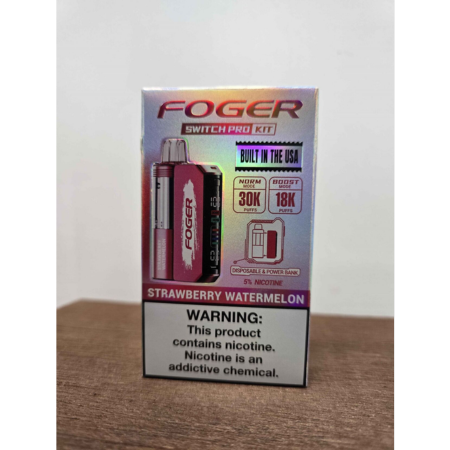 FOGER
SWITCH PRO KIT
BUILT IN THE USA
NORM MODE
30K
PUFFS
BOOST MODE
18K
PUFFS
FOGER
DISPOSABLE & POWER BANK
5% NICOTINE
STRAWBERRY WATERMELON
WARNING:
This product
contains nicotine.
Nicotine is an
addictive chemical.